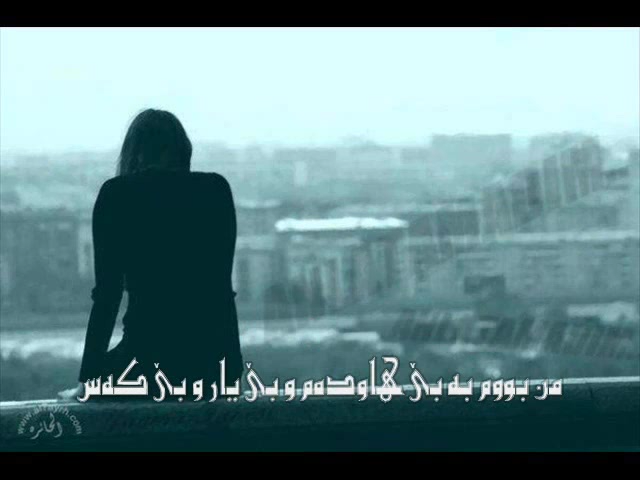 من بووم به بێ هاودەم و بێ یار و بێ کەس